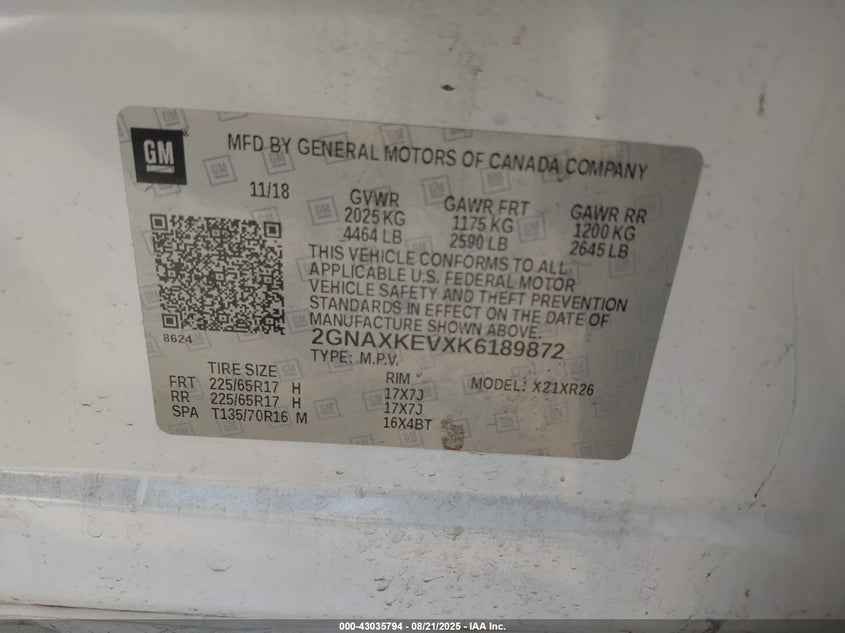 GM
MFD BY GENERAL MOTORS OF CANADA COMPANY
11/18
GVWR
2025 KG
4464 LB
GAWR FRT
1175 KG
2590 LB
GAWR RR
1200 KG
2645 LB
THIS VEHICLE CONFORMS TO ALL
APPLICABLE U.S. FEDERAL MOTOR
VEHICLE SAFETY AND THEFT PREVENTION
STANDARDS IN EFFECT ON THE DATE OF
MANUFACTURE SHOWN ABOVE.
2GNAXKEVXK6189872
TYPE: M.P.V.
8624
TIRE SIZE
FRT 225/65R17 H
RR 225/65R17 H
SPA T135/70R16 M
RIM
17X7J
17X7J
16X4BT
MODEL: X21XR26
000-43035794 - 08/21/2025 - IAA Inc.